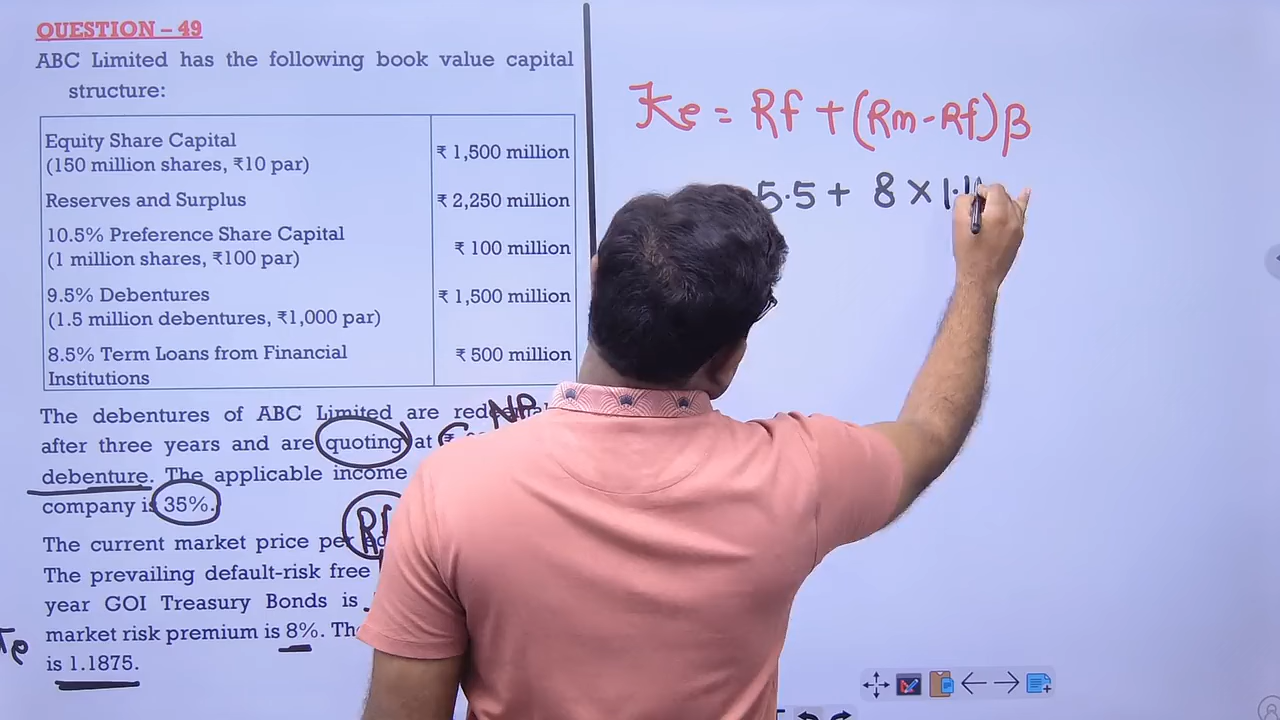 QUESTION – 49
ABC Limited has the following book value capital
structure:
Equity Share Capital
(150 million shares, ₹10 par)
₹ 1,500 million
Reserves and Surplus
₹ 2,250 million
10.5% Preference Share Capital
(1 million shares, ₹100 par)
₹ 100 million
9.5% Debentures
(1.5 million debentures, ₹1,000 par)
₹ 1,500 million
8.5% Term Loans from Financial
Institutions
₹ 500 million
The debentures of ABC Limited are
after three years and are quoting at
debenture. The applicable income
company is 35%.
The current market price per
The prevailing default-risk free
year GOI Treasury Bonds is
market risk premium is 8%.
is 1.1875.
NP
Rf
Ke = Rf + (Rm - Rf) β
5.5 + 8 × 1.1